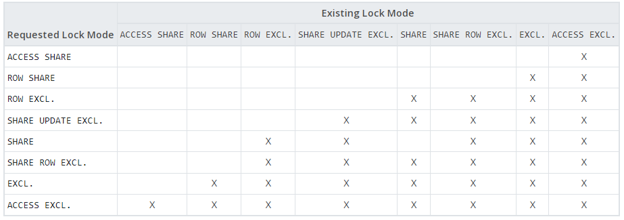 Existing Lock Mode
Requested Lock Mode ACCESS SHARE ROW SHARE ROW EXCL. SHARE UPDATE EXCL. SHARE SHARE ROW EXCL. EXCL. ACCESS EXCL.
ACCESS SHARE X
ROW SHARE X X
ROW EXCL. X X X X
SHARE UPDATE EXCL. X X X X X
SHARE X X X X X
SHARE ROW EXCL. X X X X X X
EXCL. X X X X X X X
ACCESS EXCL. X X X X X X X X